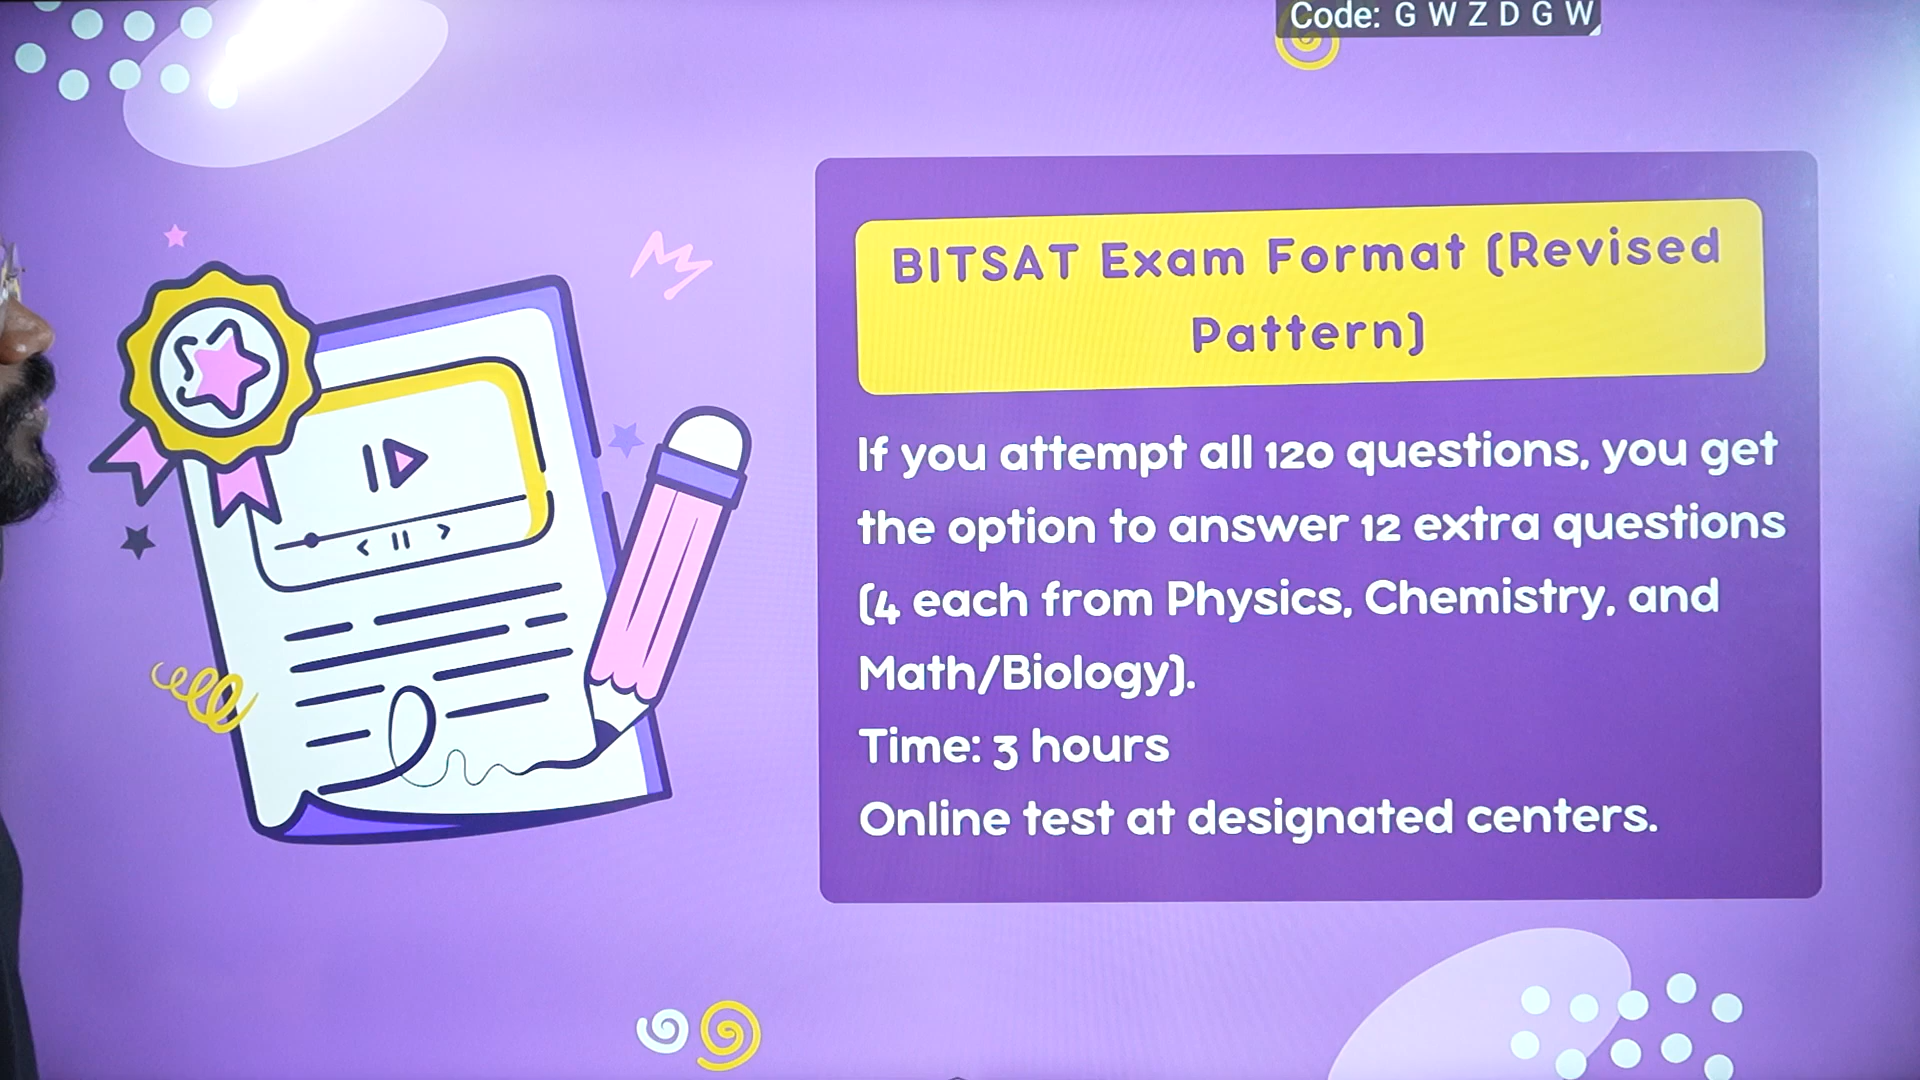 Code: G W Z D G W
BITSAT Exam Format (Revised
Pattern)
If you attempt all 120 questions, you get
the option to answer 12 extra questions
(4 each from Physics, Chemistry, and
Math/Biology).
Time: 3 hours
Online test at designated centers.